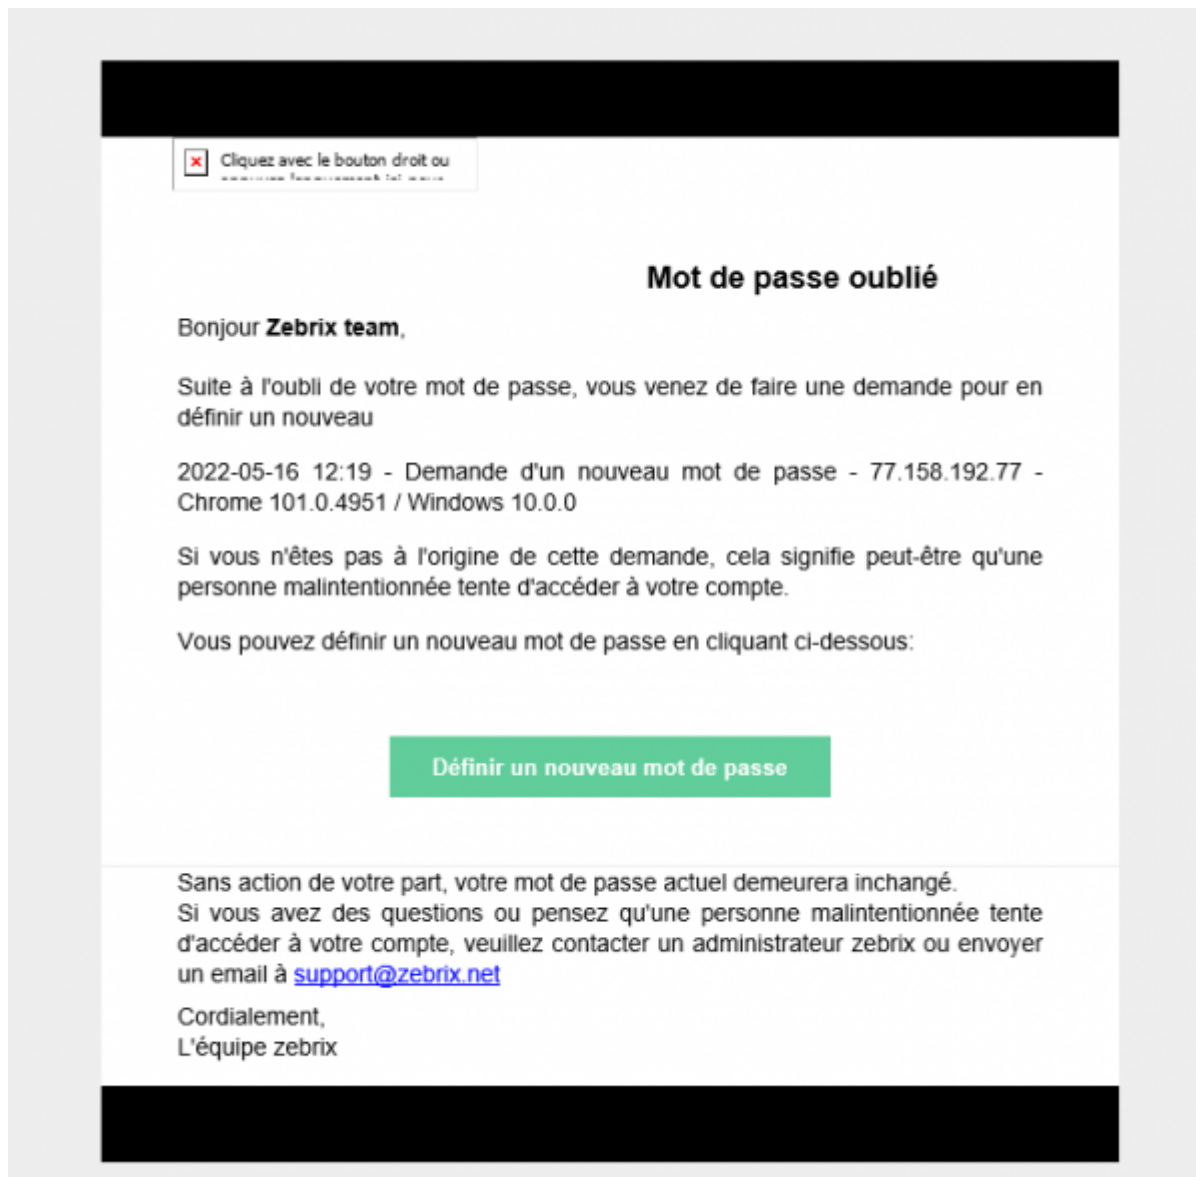 Cliquez avec le bouton droit ou
Mot de passe oublié
Bonjour Zebrix team,
Suite à l'oubli de votre mot de passe, vous venez de faire une demande pour en
définir un nouveau
2022-05-16 12:19 - Demande d'un nouveau mot de passe - 77.158.192.77 -
Chrome 101.0.4951 / Windows 10.0.0
Si vous n'êtes pas à l'origine de cette demande, cela signifie peut-être qu'une
personne malintentionnée tente d'accéder à votre compte.
Vous pouvez définir un nouveau mot de passe en cliquant ci-dessous:
Définir un nouveau mot de passe
Sans action de votre part, votre mot de passe actuel demeurera inchangé.
Si vous avez des questions ou pensez qu'une personne malintentionnée tente
d'accéder à votre compte, veuillez contacter un administrateur zebrix ou envoyer
un email à support@zebrix.net
Cordialement,
L'équipe zebrix